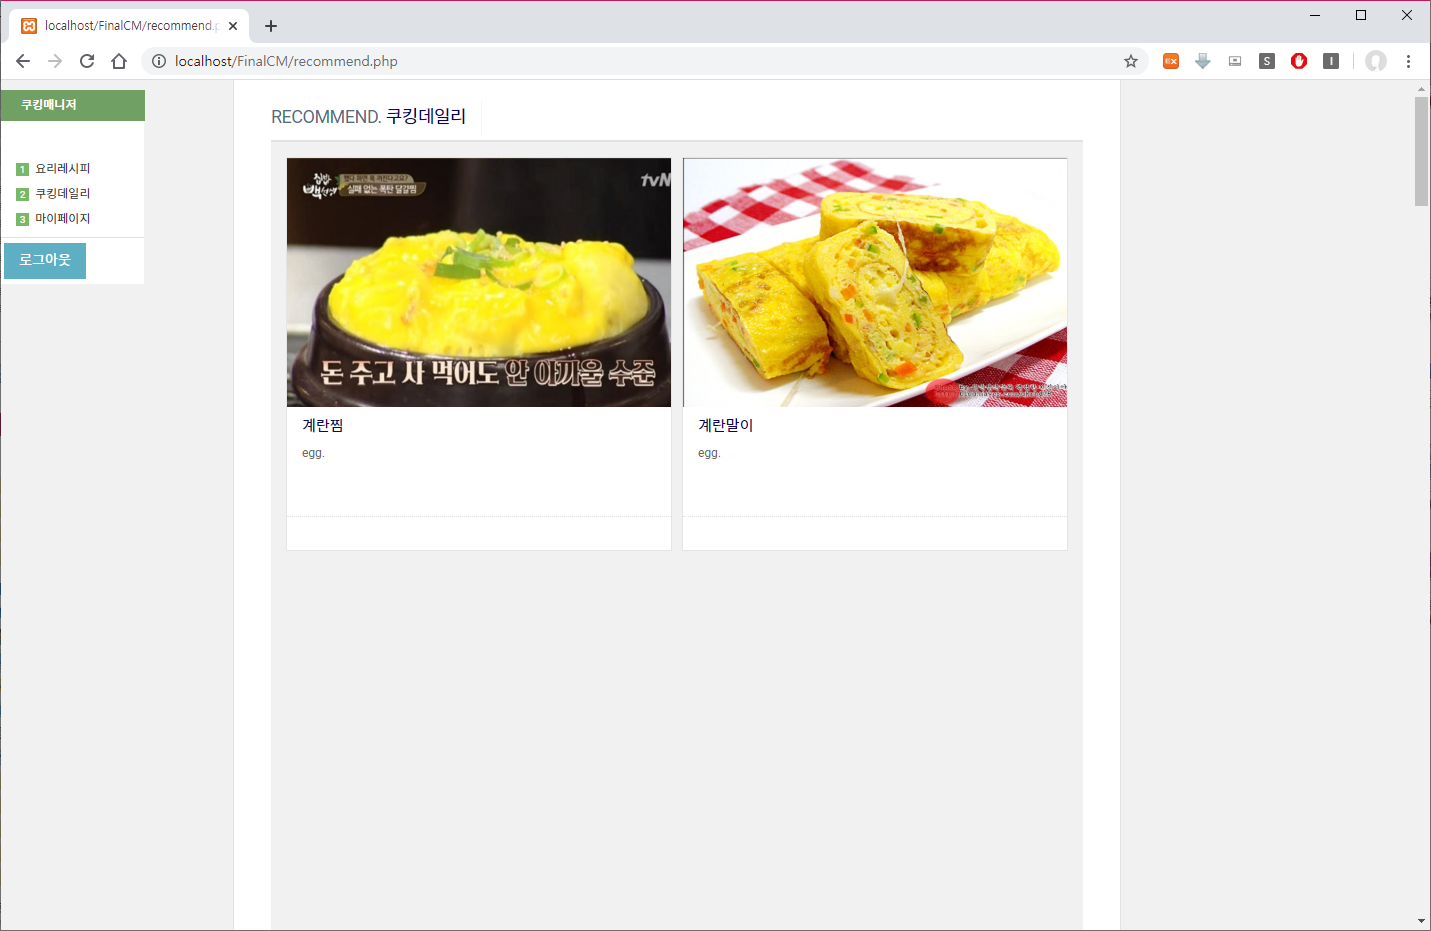 localhost/FinalCM/recommend.p
localhost/FinalCM/recommend.php
EX
S
I
쿠킹매니저
1 요리레시피
2 쿠킹데일리
3 마이페이지
로그아웃
RECOMMEND. 쿠킹데일리
집밥
백선생
실패 없는 폭탄 달걀찜
tvN
돈 주고 사 먹어도 안 아까울 수준
계란찜
egg.
계란말이
egg.